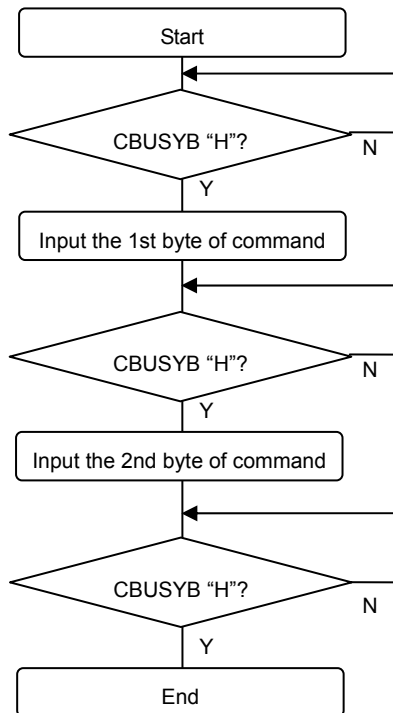 Start
CBUSYB “H”?
N
Y
Input the 1st byte of command
CBUSYB “H”?
N
Y
Input the 2nd byte of command
CBUSYB “H”?
N
Y
End